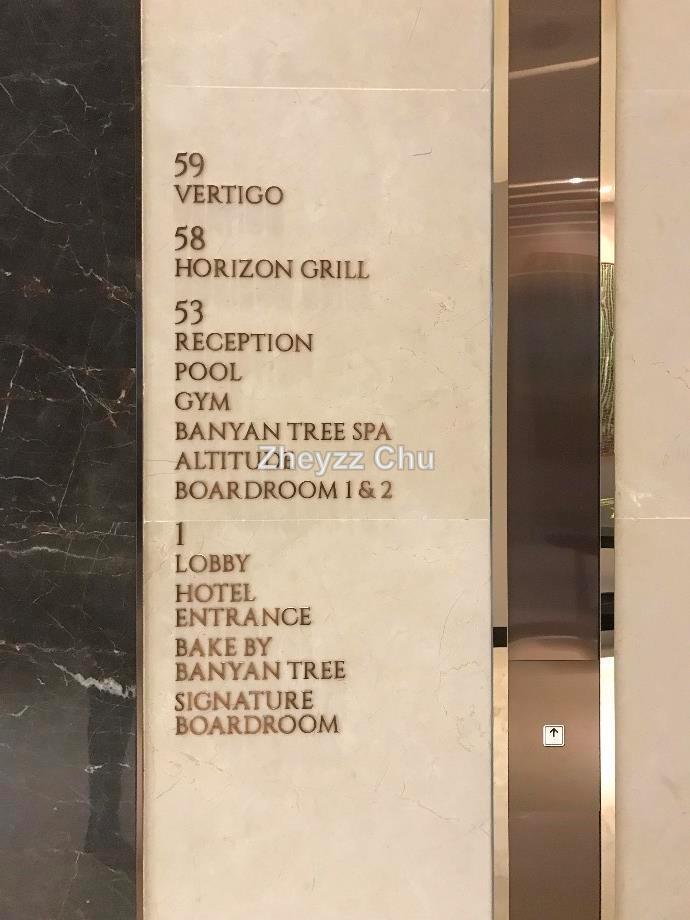 59
VERTIGO
58
HORIZON GRILL
53
RECEPTION
POOL
GYM
BANYAN TREE SPA
ALTITUDE
Zheyzz Chu
BOARDROOM 1 & 2
1
LOBBY
HOTEL
ENTRANCE
BAKE BY
BANYAN TREE
SIGNATURE
BOARDROOM